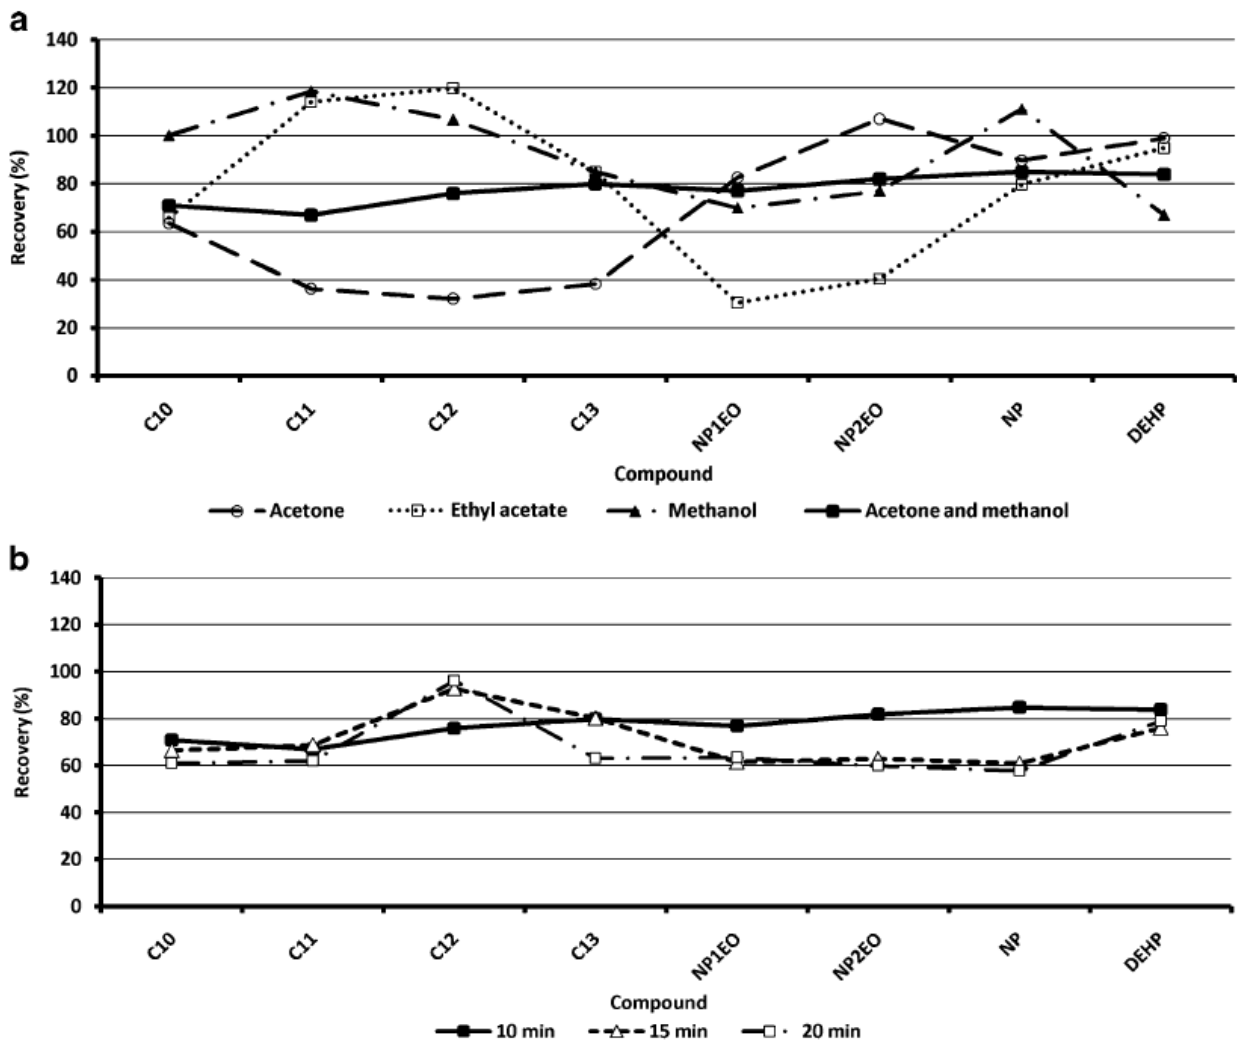 a
140
120
100
80
60
40
20
0
Recovery (%)
C10
C11
C12
C13
NP1EO
NP2EO
NP
DEHP
Compound
Acetone Ethyl acetate Methanol Acetone and methanol
b
140
120
100
80
60
40
20
0
Recovery (%)
C10
C11
C12
C13
NP1EO
NP2EO
NP
DEHP
Compound
10 min 15 min 20 min